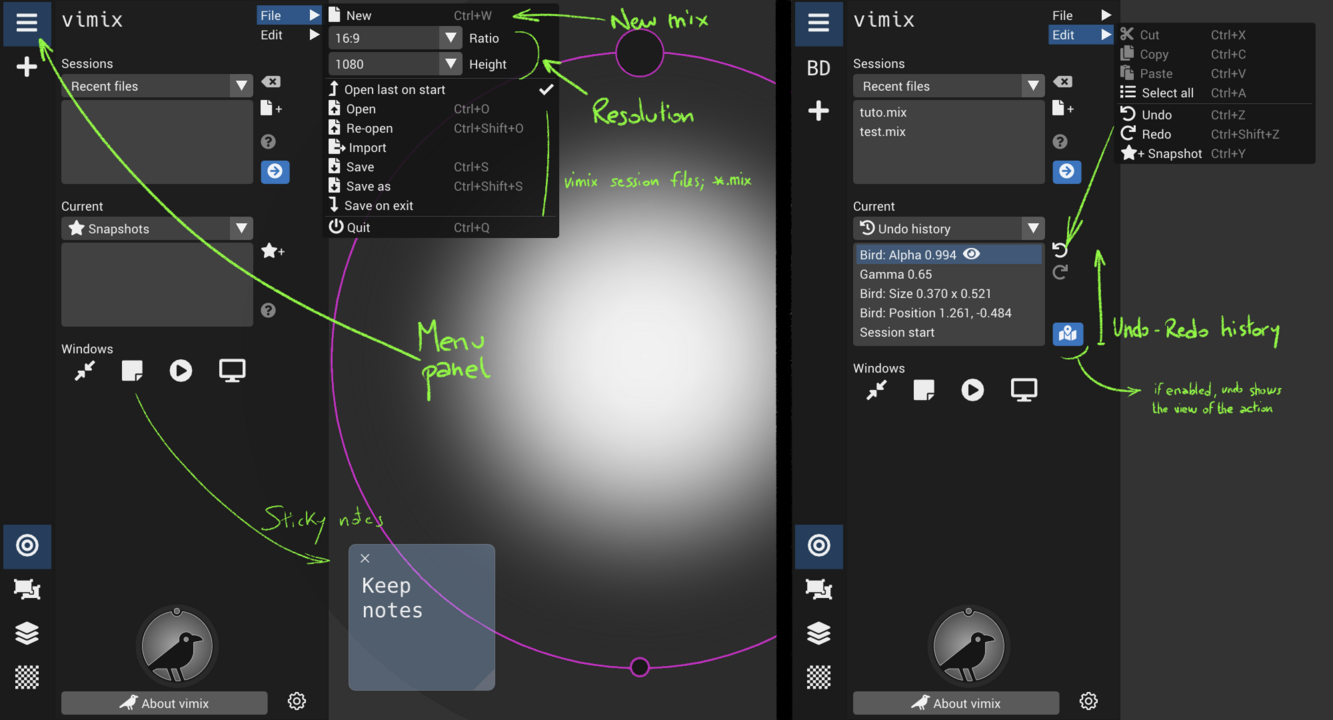 vimix
File
Edit
Sessions
Recent files
Current
Snapshots
Windows
About vimix
New Ctrl+W
16:9 Ratio
1080 Height
Open last on start
Open Ctrl+O
Re-open Ctrl+Shift+O
Import
Save Ctrl+S
Save as Ctrl+Shift+S
Save on exit
Quit Ctrl+Q
New mix
Resolution
vimix session files; *.mix
Menu
panel
Sticky notes
Keep
notes
vimix
File
Edit
BD
Sessions
Recent files
tuto.mix
test.mix
Current
Undo history
Bird: Alpha 0.994
Gamma 0.65
Bird: Size 0.370 x 0.521
Bird: Position 1.261, -0.484
Session start
Windows
About vimix
Cut Ctrl+X
Copy Ctrl+C
Paste Ctrl+V
Select all Ctrl+A
Undo Ctrl+Z
Redo Ctrl+Shift+Z
Snapshot Ctrl+Y
Undo-Redo history
if enabled, undo shows
the view of the action